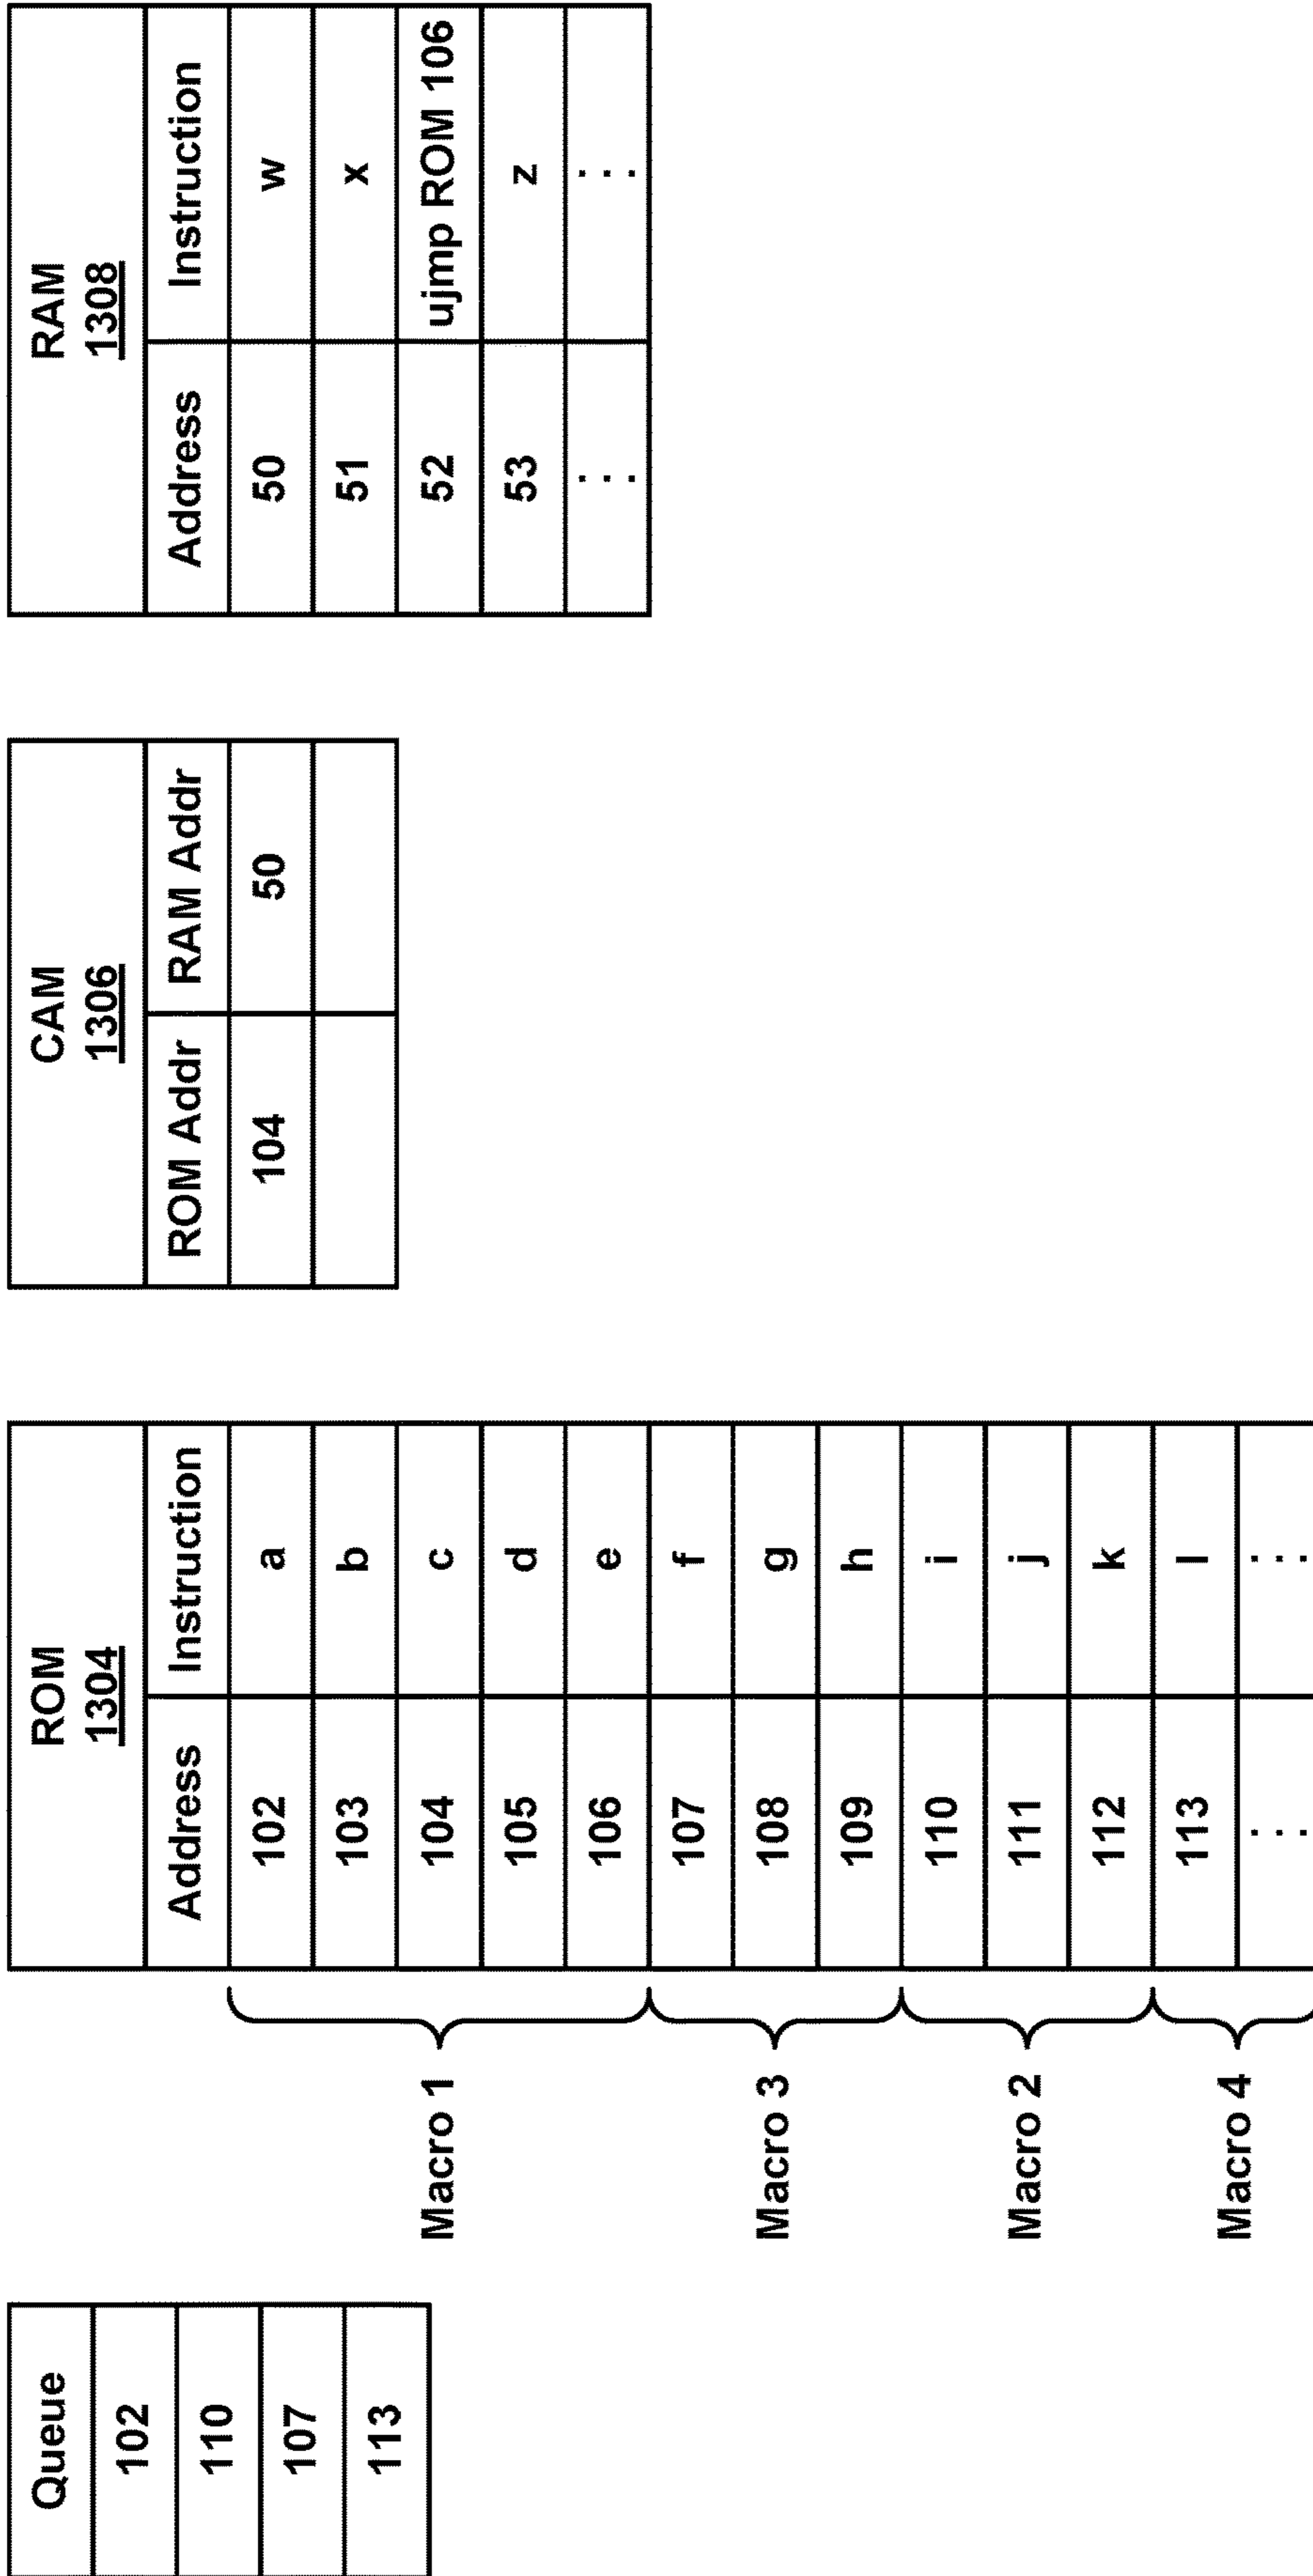 Queue
102
110
107
113
Macro 1
Macro 3
Macro 2
Macro 4
ROM
1304
Address Instruction
102 a
103 b
104 c
105 d
106 e
107 f
108 g
109 h
110 i
111 j
112 k
113 l
... ...
CAM
1306
ROM Addr RAM Addr
104 50
RAM
1308
Address Instruction
50 w
51 x
52 ujmp ROM 106
53 z
... ...